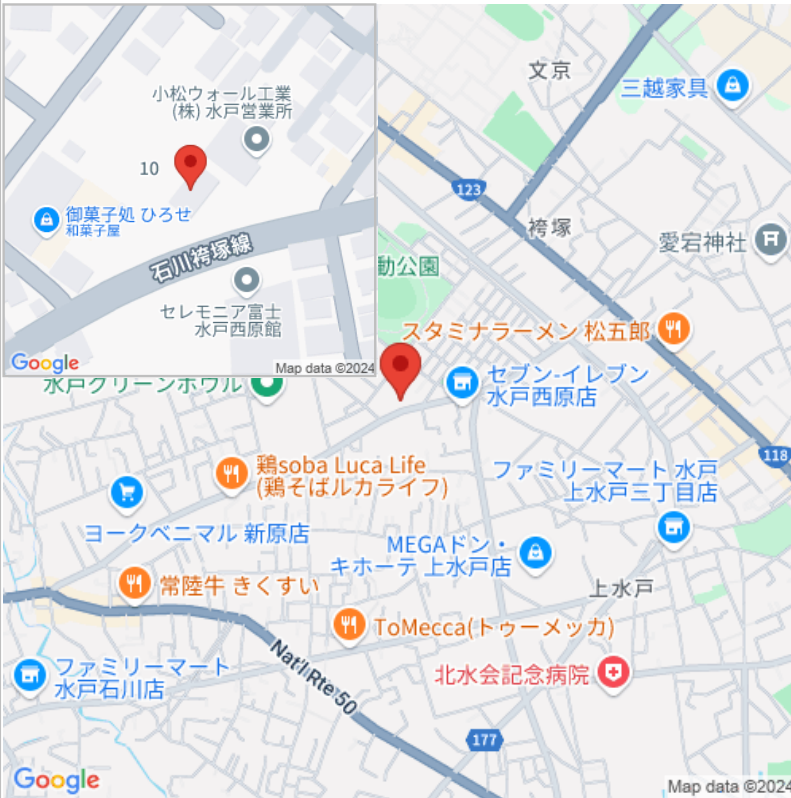 小松ウォール工業
(株) 水戸営業所
10
御菓子処 ひろせ
和菓子屋
石川袴塚線
セレモニア富士
水戸西原館
Google
Map data ©2024
文京
三越家具
123
袴塚
愛宕神社
動公園
スタミナラーメン 松五郎
水戸グリーンボウル
セブン-イレブン
水戸西原店
118
鶏soba Luca Life
(鶏そばルカライフ)
ファミリーマート 水戸
上水戸三丁目店
ヨークベニマル 新原店
MEGAドン・
キホーテ 上水戸店
常陸牛 きくすい
上水戸
ToMecca(トゥーメッカ)
Nat'l Rte 50
ファミリーマート
水戸石川店
北水会記念病院
177
Google
Map data ©2024